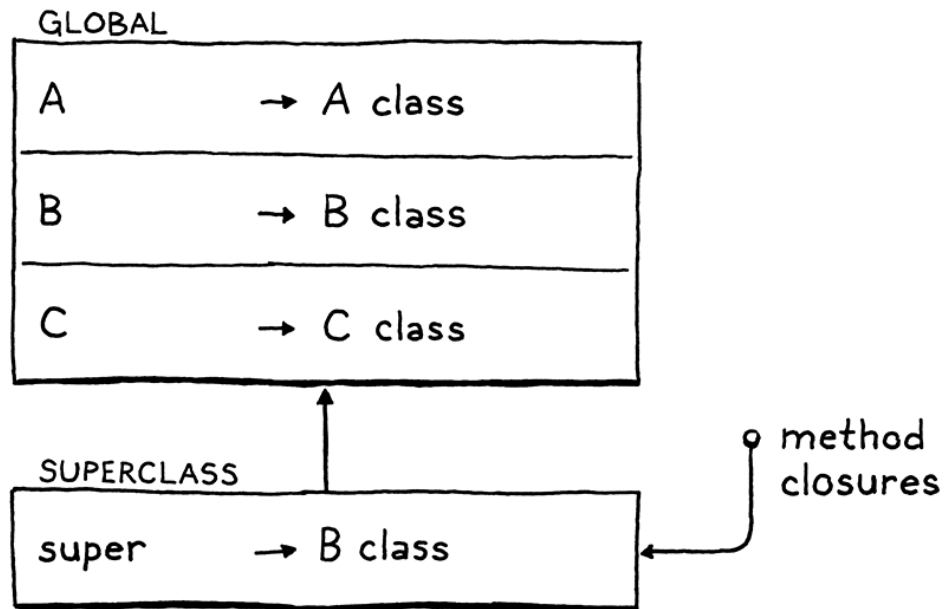 GLOBAL
A → A class
B → B class
C → C class
method
closures
SUPERCLASS
super → B class